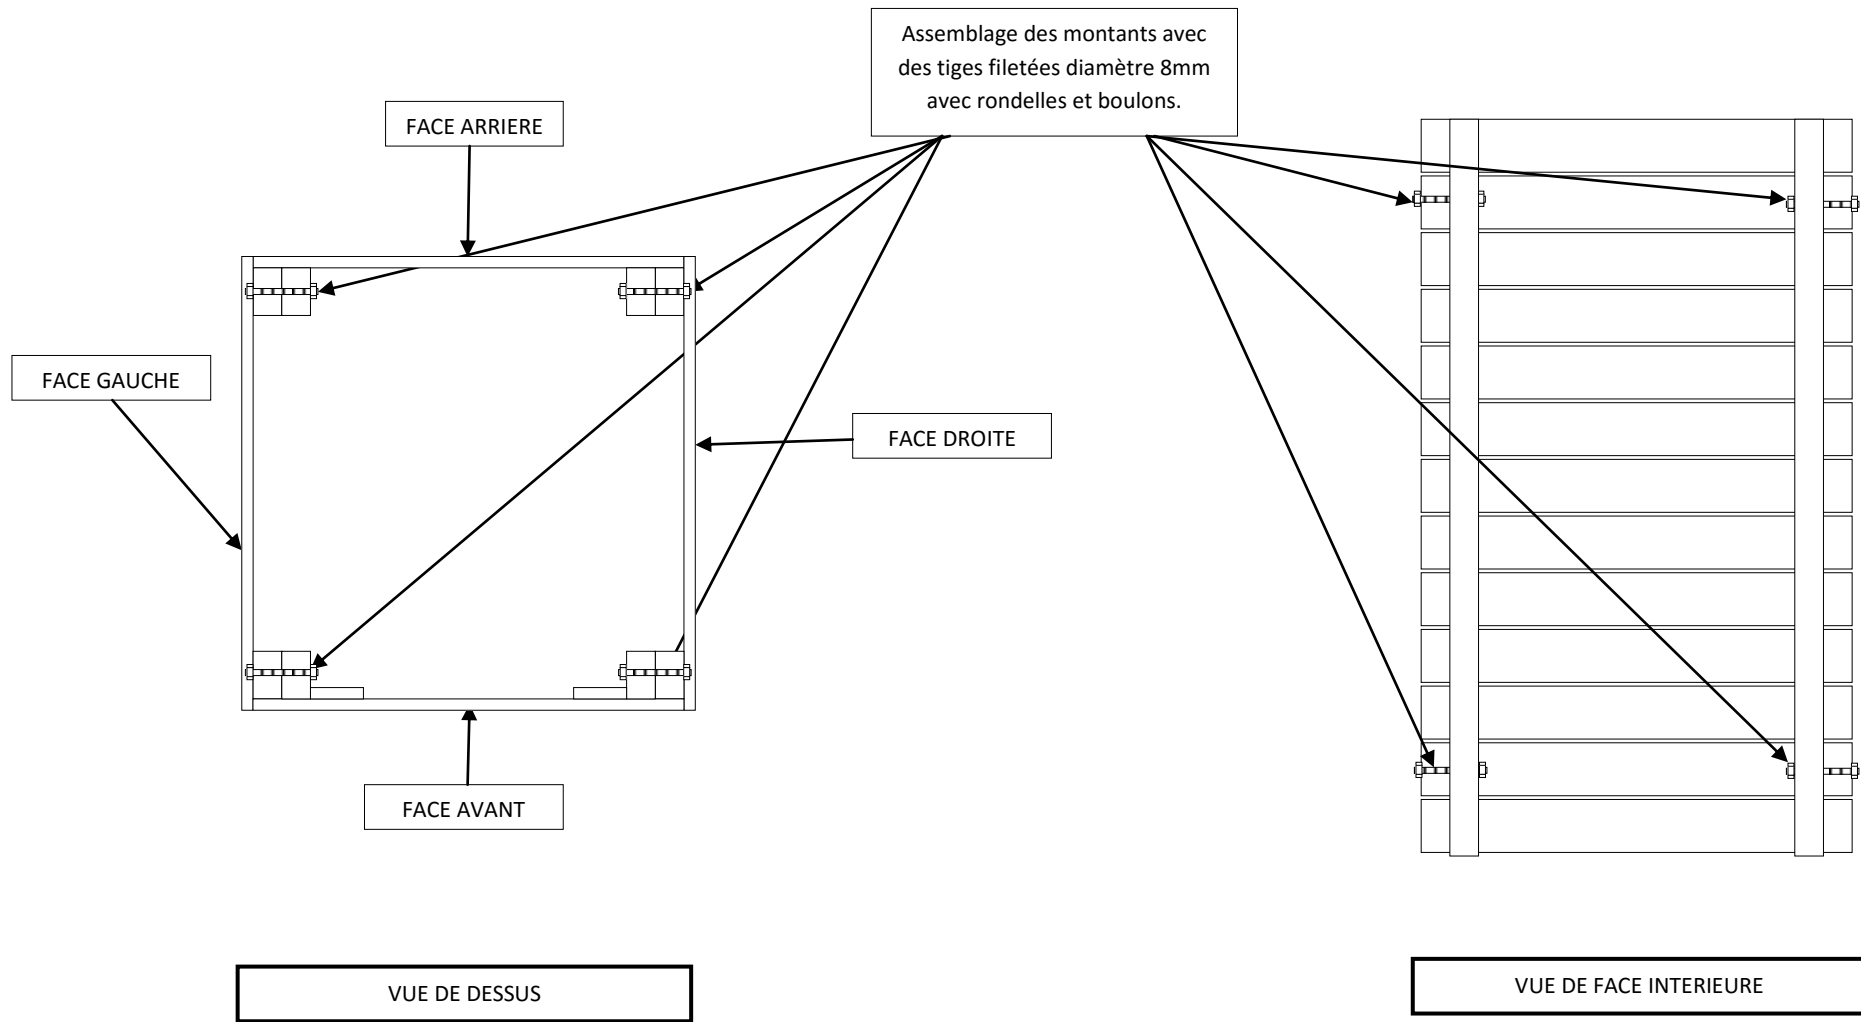 Assemblage des montants avec
des tiges filetées diamètre 8mm
avec rondelles et boulons.
FACE ARRIERE
FACE GAUCHE
FACE DROITE
FACE AVANT
VUE DE DESSUS
VUE DE FACE INTERIEURE